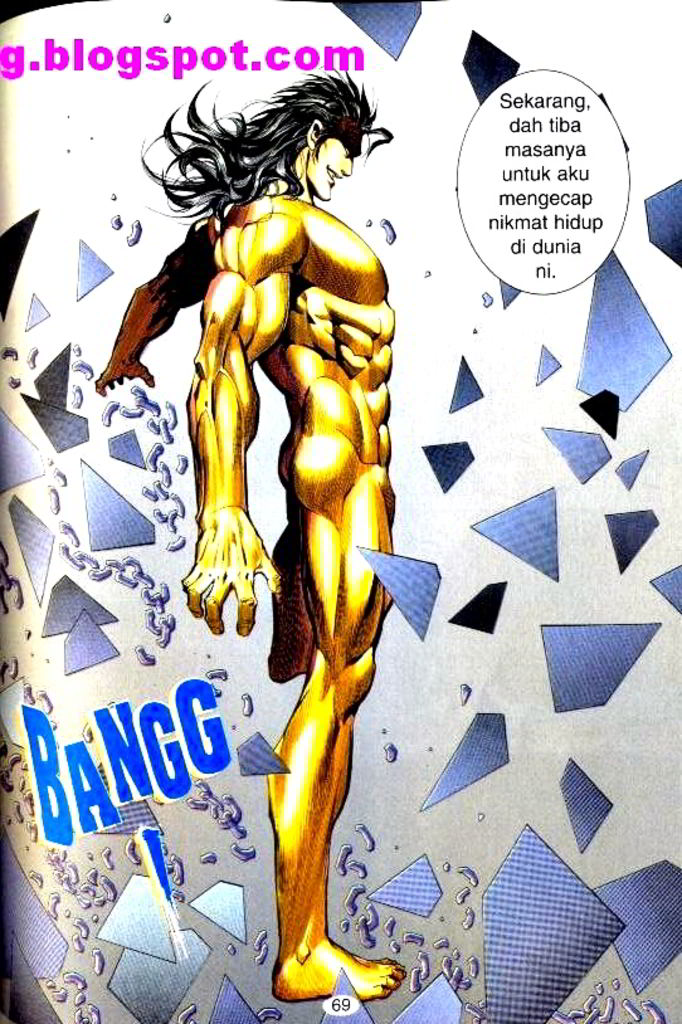 g.blogspot.com
Sekarang,
dah tiba
masanya
untuk aku
mengecap
nikmat hidup
di dunia
ni.
BANGG
!
69